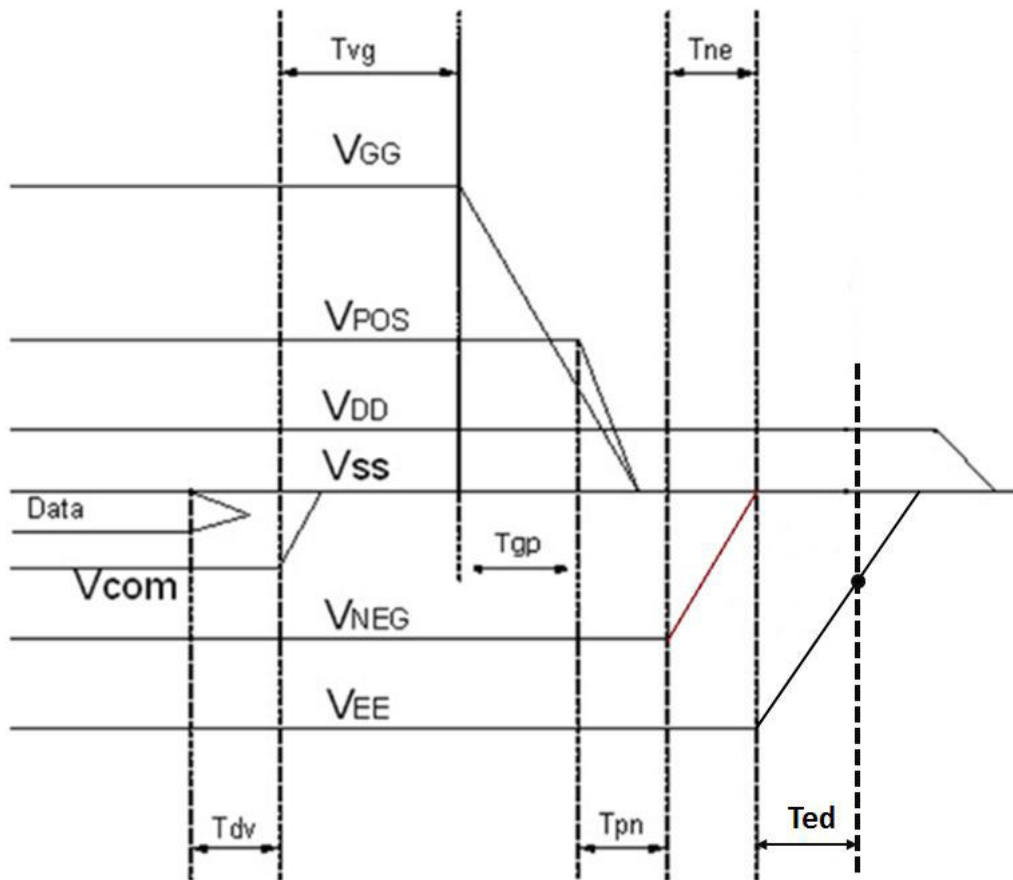 Tvg
Tne
VGG
VPOS
VDD
Vss
Data
Tgp
Vcom
VNEG
VEE
Tdv
Tpn
Ted